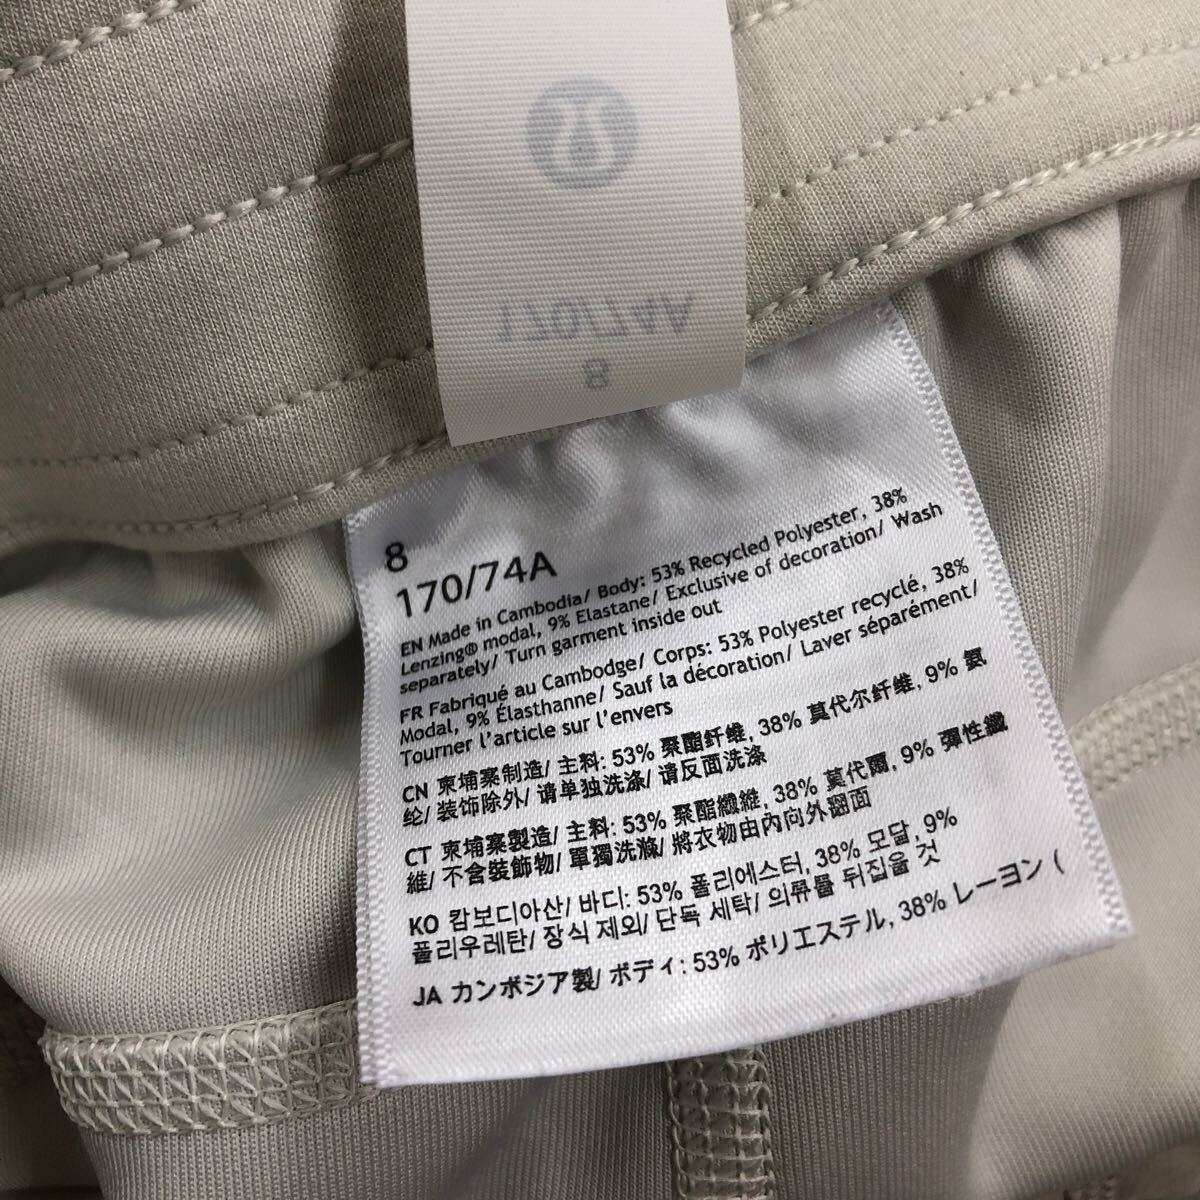 170/74A
8
8
170/74A
EN Made in Cambodia/ Body: 53% Recycled Polyester, 38%
Lenzing® modal, 9% Elastane/ Exclusive of decoration/ Wash
separately/ Turn garment inside out
FR Fabriqué au Cambodge/ Corps: 53% Polyester recyclé, 38%
Modal, 9% Élasthanne/ Sauf la décoration/ Laver séparément/
Tourner l'article sur l'envers
CN 柬埔寨制造/ 主料: 53% 聚酯纤维, 38% 莫代尔纤维, 9% 氨
纶/ 装饰除外/ 请单独洗涤/ 请反面洗涤
CT 柬埔寨製造/ 主料: 53% 聚酯纖維, 38% 莫代爾, 9% 彈性纖
維/ 不含裝飾物/ 單獨洗滌/ 將衣物由內向外翻面
KO 캄보디아산/ 바디: 53% 폴리에스터, 38% 모달, 9%
폴리우레탄/ 장식 제외/ 단독 세탁/ 의류를 뒤집을 것
JA カンボジア製/ ボディ: 53% ポリエステル, 38% レーヨン (